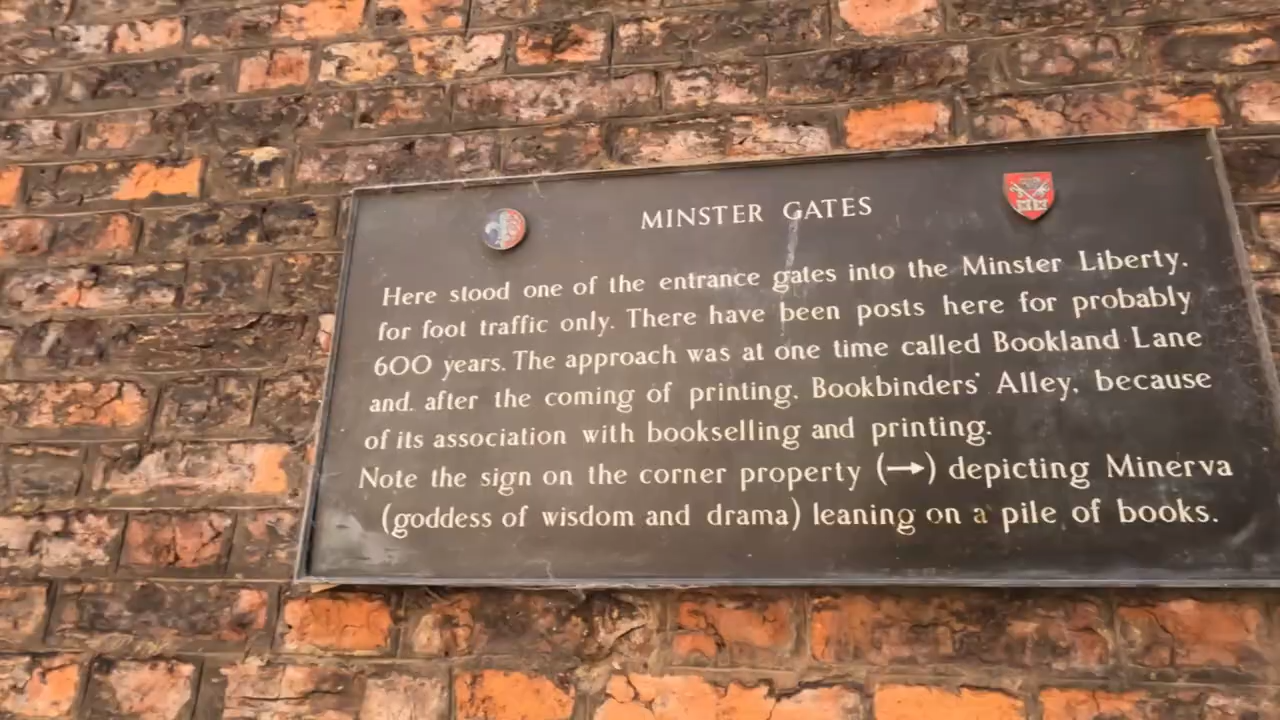 MINSTER GATES
Here stood one of the entrance gates into the Minster Liberty,
for foot traffic only. There have been posts here for probably
600 years. The approach was at one time called Bookland Lane
and, after the coming of printing, Bookbinders' Alley, because
of its association with bookselling and printing.
Note the sign on the corner property (→) depicting Minerva
(goddess of wisdom and drama) leaning on a pile of books.